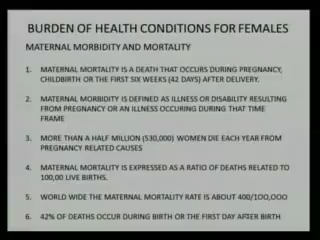 BURDEN OF HEALTH CONDITIONS FOR FEMALES
MATERNAL MORBIDITY AND MORTALITY
1. MATERNAL MORTALITY IS A DEATH THAT OCCURS DURING PREGNANCY,
CHILDBIRTH OR THE FIRST SIX WEEKS (42 DAYS) AFTER DELIVERY.
2. MATERNAL MORBIDITY IS DEFINED AS ILLNESS OR DISABILITY RESULTING
FROM PREGNANCY OR AN ILLNESS OCCURING DURING THAT TIME
FRAME
3. MORE THAN A HALF MILLION (530,000) WOMEN DIE EACH YEAR FROM
PREGNANCY RELATED CAUSES
4. MATERNAL MORTALITY IS EXPRESSED AS A RATIO OF DEATHS RELATED TO
100,00 LIVE BIRTHS.
5. WORLD WIDE THE MATERNAL MORTALITY RATE IS ABOUT 400/1OO,OOO
6. 42% OF DEATHS OCCUR DURING BIRTH OR THE FIRST DAY AFTER BIRTH